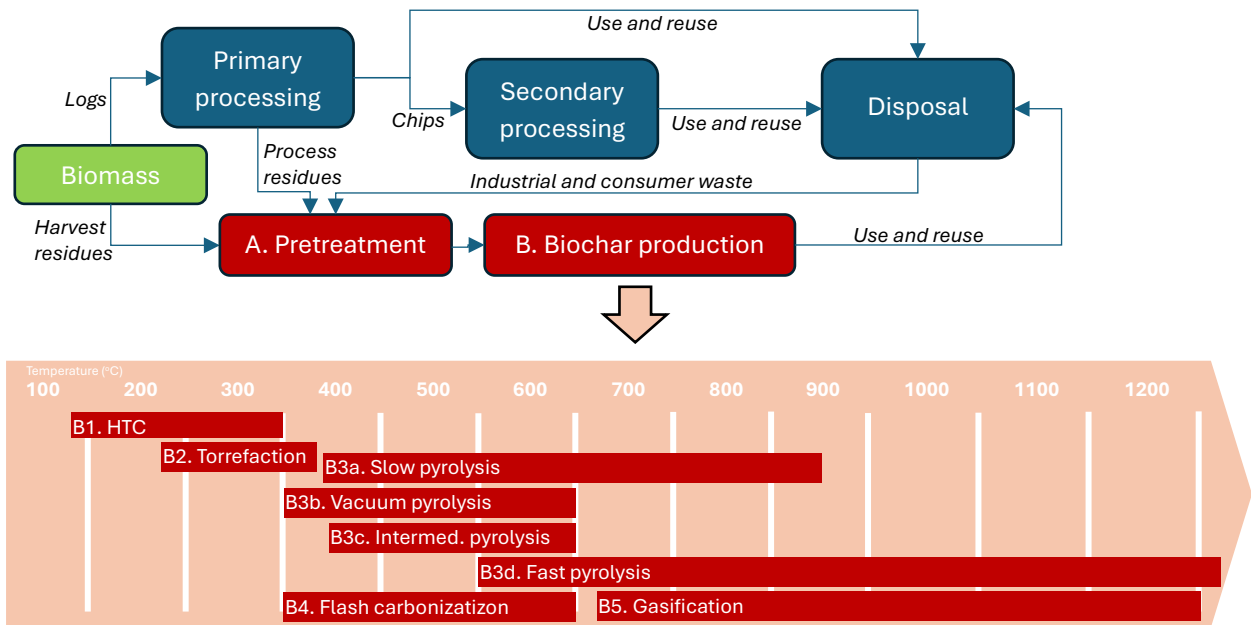 Use and reuse
Primary
processing
Logs
Chips
Secondary
processing
Use and reuse
Disposal
Biomass
Process
residues
Industrial and consumer waste
Harvest
residues
A. Pretreatment
B. Biochar production
Use and reuse
Temperature (°C)
100 200 300 400 500 600 700 800 900 1000 1100 1200
B1. HTC
B2. Torrefaction
B3a. Slow pyrolysis
B3b. Vacuum pyrolysis
B3c. Intermed. pyrolysis
B3d. Fast pyrolysis
B4. Flash carbonizatizon
B5. Gasification